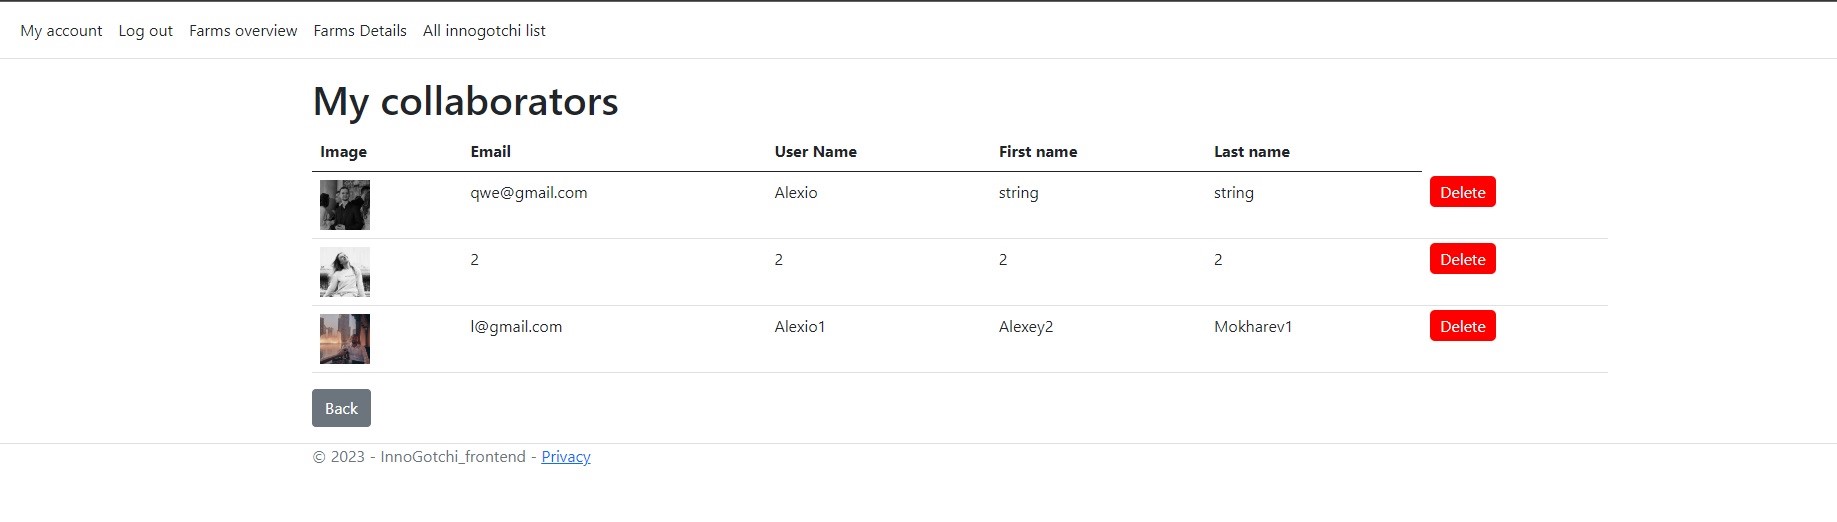 My account Log out Farms overview Farms Details All innogotchi list
My collaborators
Image Email User Name First name Last name
qwe@gmail.com Alexio string string Delete
2 2 2 2 Delete
l@gmail.com Alexio1 Alexey2 Mokharev1 Delete
Back
© 2023 - InnoGotchi_frontend - Privacy